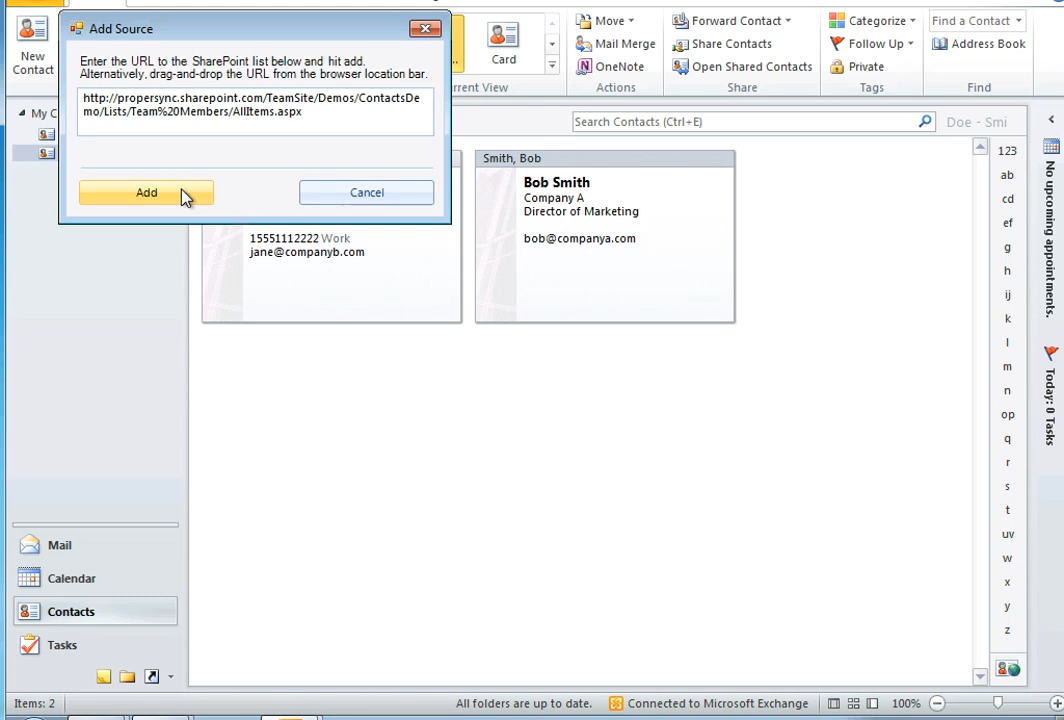 Add Source
Enter the URL to the SharePoint list below and hit add.
Alternatively, drag-and-drop the URL from the browser location bar.
http://propersync.sharepoint.com/TeamSite/Demos/ContactsDe
mo/Lists/Team%20Members/AllItems.aspx
Add
Cancel
New
Contact
Card
Move
Mail Merge
OneNote
Actions
Forward Contact
Share Contacts
Open Shared Contacts
Share
Categorize
Follow Up
Private
Tags
Find a Contact
Address Book
Find
rrent View
My C
Search Contacts (Ctrl+E)
Doe - Smi
15551112222 Work
jane@companyb.com
Smith, Bob
Bob Smith
Company A
Director of Marketing
bob@companya.com
123
ab
cd
ef
g
h
ij
k
l
m
n
op
q
r
s
t
uv
w
x
y
z
No upcoming appointments.
Today: 0 Tasks
Mail
Calendar
Contacts
Tasks
Items: 2
All folders are up to date.
Connected to Microsoft Exchange
100%